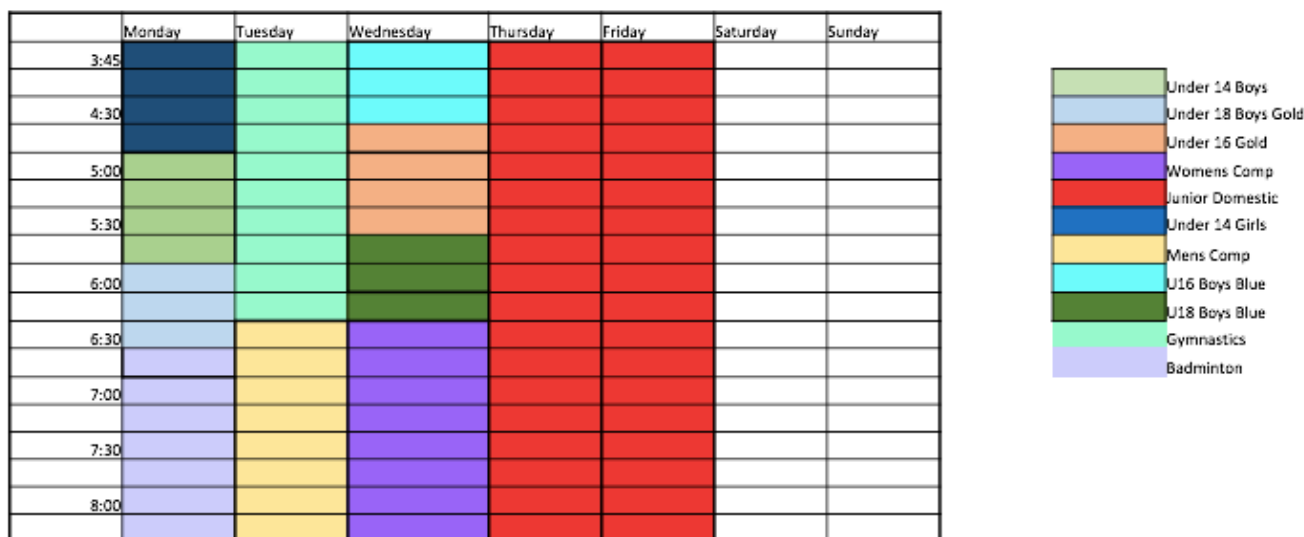 Monday Tuesday Wednesday Thursday Friday Saturday Sunday
3:45
4:30
5:00
5:30
6:00
6:30
7:00
7:30
8:00
Under 14 Boys
Under 18 Boys Gold
Under 16 Gold
Womens Comp
Junior Domestic
Under 14 Girls
Mens Comp
U16 Boys Blue
U18 Boys Blue
Gymnastics
Badminton